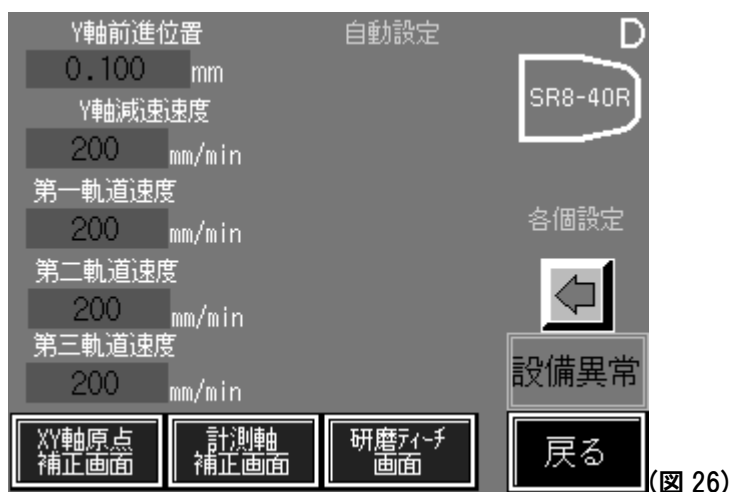 Y軸前進位置
自動設定
D
0.100 mm
SR8-40R
Y軸減速速度
200 mm/min
第一軌道速度
200 mm/min
各個設定
第二軌道速度
200 mm/min
第三軌道速度
200 mm/min
設備異常
XY軸原点
補正画面
計測軸
補正画面
研磨ティーチ
画面
戻る
(図 26)